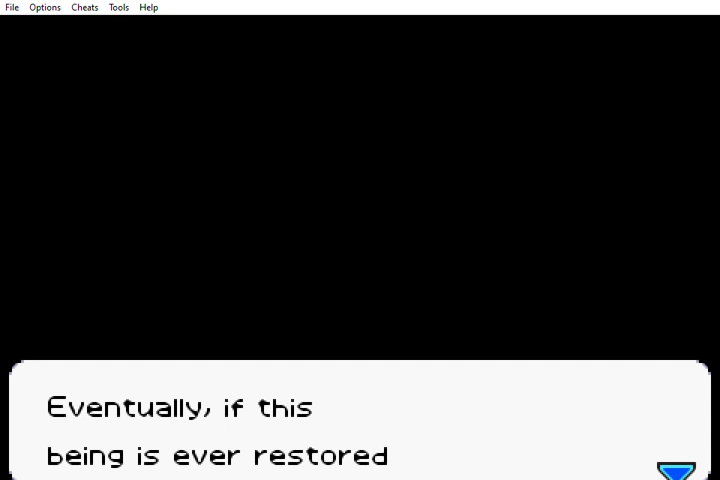 File Options Cheats Tools Help
Eventually, if this
being is ever restored